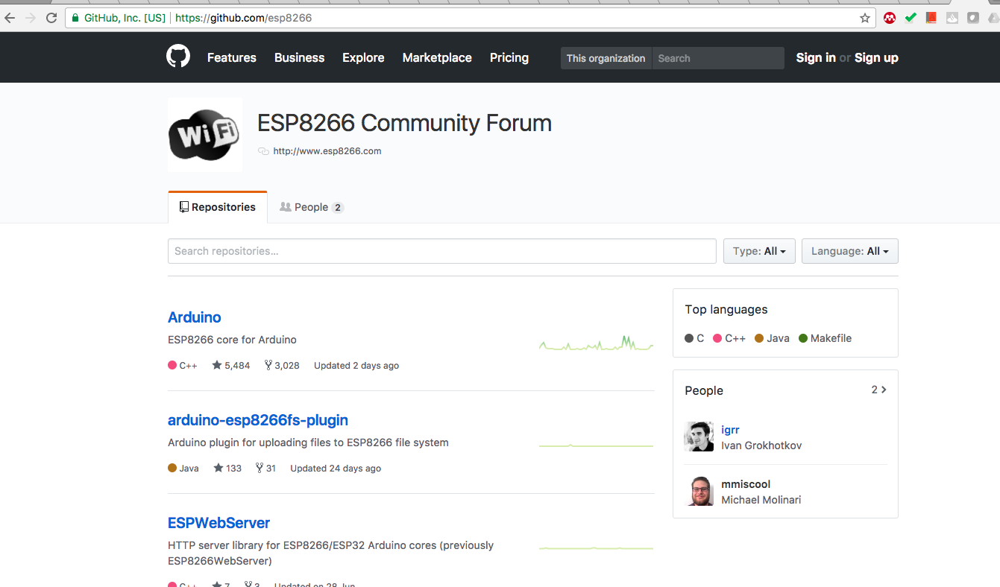 GitHub, Inc. [US] https://github.com/esp8266
Features Business Explore Marketplace Pricing This organization Search Sign in or Sign up
WiFi
ESP8266 Community Forum
http://www.esp8266.com
Repositories People 2
Search repositories... Type: All Language: All
Arduino
ESP8266 core for Arduino
C++ 5,484 3,028 Updated 2 days ago
arduino-esp8266fs-plugin
Arduino plugin for uploading files to ESP8266 file system
Java 133 31 Updated 24 days ago
ESPWebServer
HTTP server library for ESP8266/ESP32 Arduino cores (previously
ESP8266WebServer)
C++ 7 3 Updated on 28 Jun
Top languages
C C++ Java Makefile
People 2
igrr
Ivan Grokhotkov
mmiscool
Michael Molinari